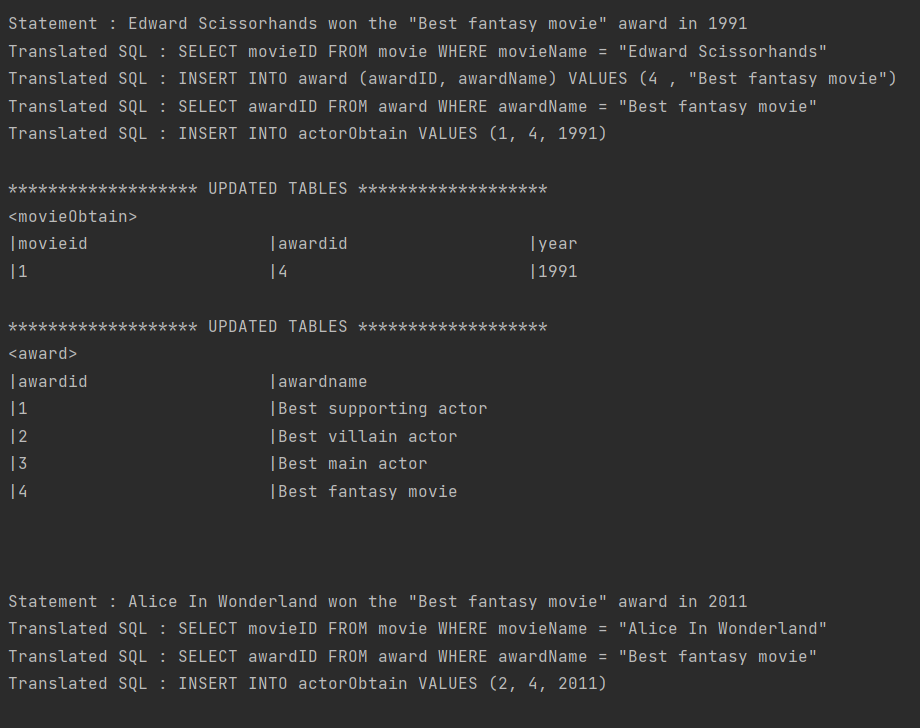 Statement : Edward Scissorhands won the "Best fantasy movie" award in 1991
Translated SQL : SELECT movieID FROM movie WHERE movieName = "Edward Scissorhands"
Translated SQL : INSERT INTO award (awardID, awardName) VALUES (4 , "Best fantasy movie")
Translated SQL : SELECT awardID FROM award WHERE awardName = "Best fantasy movie"
Translated SQL : INSERT INTO actorObtain VALUES (1, 4, 1991)
******************* UPDATED TABLES *******************
<movieObtain>
|movieid |awardid |year
|1 |4 |1991
******************* UPDATED TABLES *******************
<award>
|awardid |awardname
|1 |Best supporting actor
|2 |Best villain actor
|3 |Best main actor
|4 |Best fantasy movie
Statement : Alice In Wonderland won the "Best fantasy movie" award in 2011
Translated SQL : SELECT movieID FROM movie WHERE movieName = "Alice In Wonderland"
Translated SQL : SELECT awardID FROM award WHERE awardName = "Best fantasy movie"
Translated SQL : INSERT INTO actorObtain VALUES (2, 4, 2011)